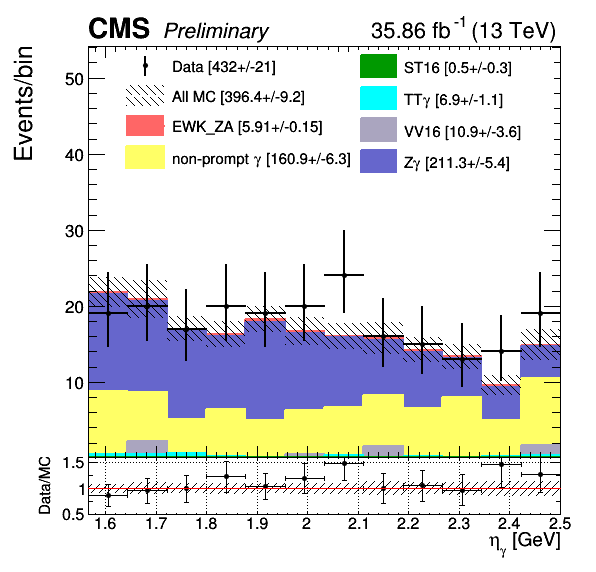 CMS Preliminary 35.86 fb⁻¹ (13 TeV)
Events/bin
Data [432+/-21]
All MC [396.4+/-9.2]
EWK_ZA [5.91+/-0.15]
non-prompt γ [160.9+/-6.3]
ST16 [0.5+/-0.3]
TTγ [6.9+/-1.1]
VV16 [10.9+/-3.6]
Zγ [211.3+/-5.4]
50
40
30
20
10
Data/MC
1.5
1
0.5
1.6 1.7 1.8 1.9 2 2.1 2.2 2.3 2.4 2.5
ηγ [GeV]